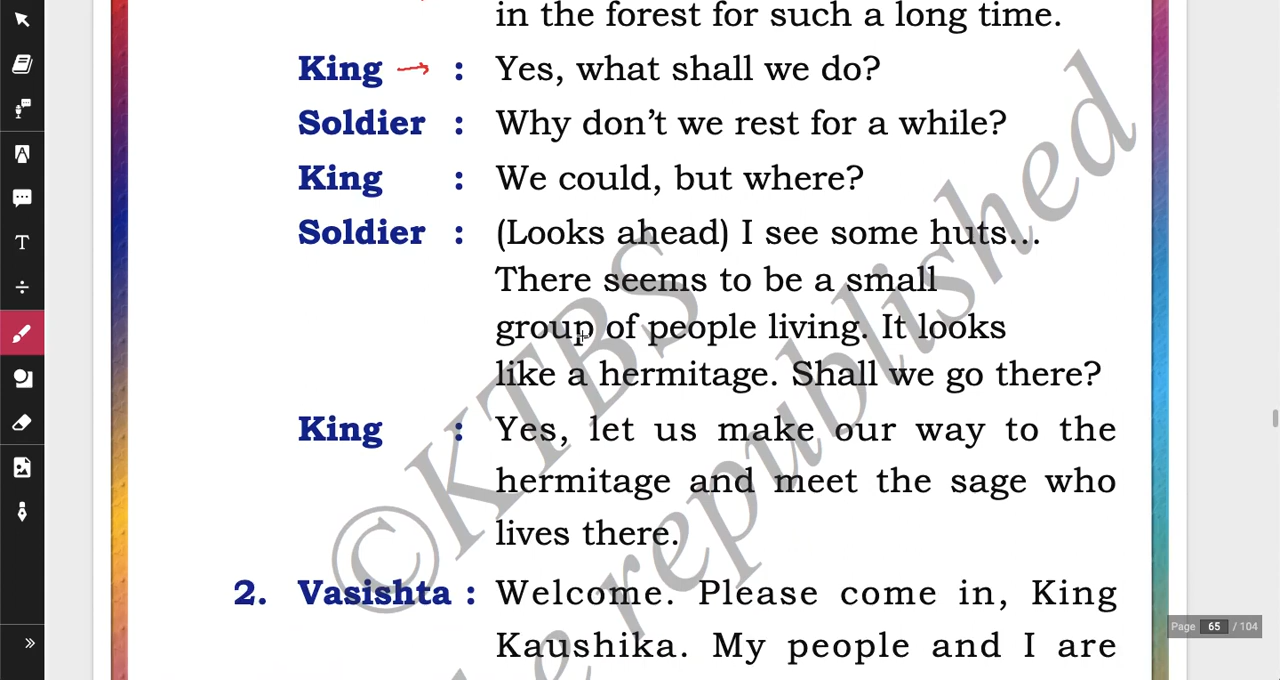 in the forest for such a long time.
King : Yes, what shall we do?
Soldier : Why don't we rest for a while?
King : We could, but where?
Soldier : (Looks ahead) I see some huts...
There seems to be a small
group of people living. It looks
like a hermitage. Shall we go there?
King : Yes, let us make our way to the
hermitage and meet the sage who
lives there.
2. Vasishta : Welcome. Please come in, King
Kaushika. My people and I are
Page 65 / 104
©KTBS
be republished